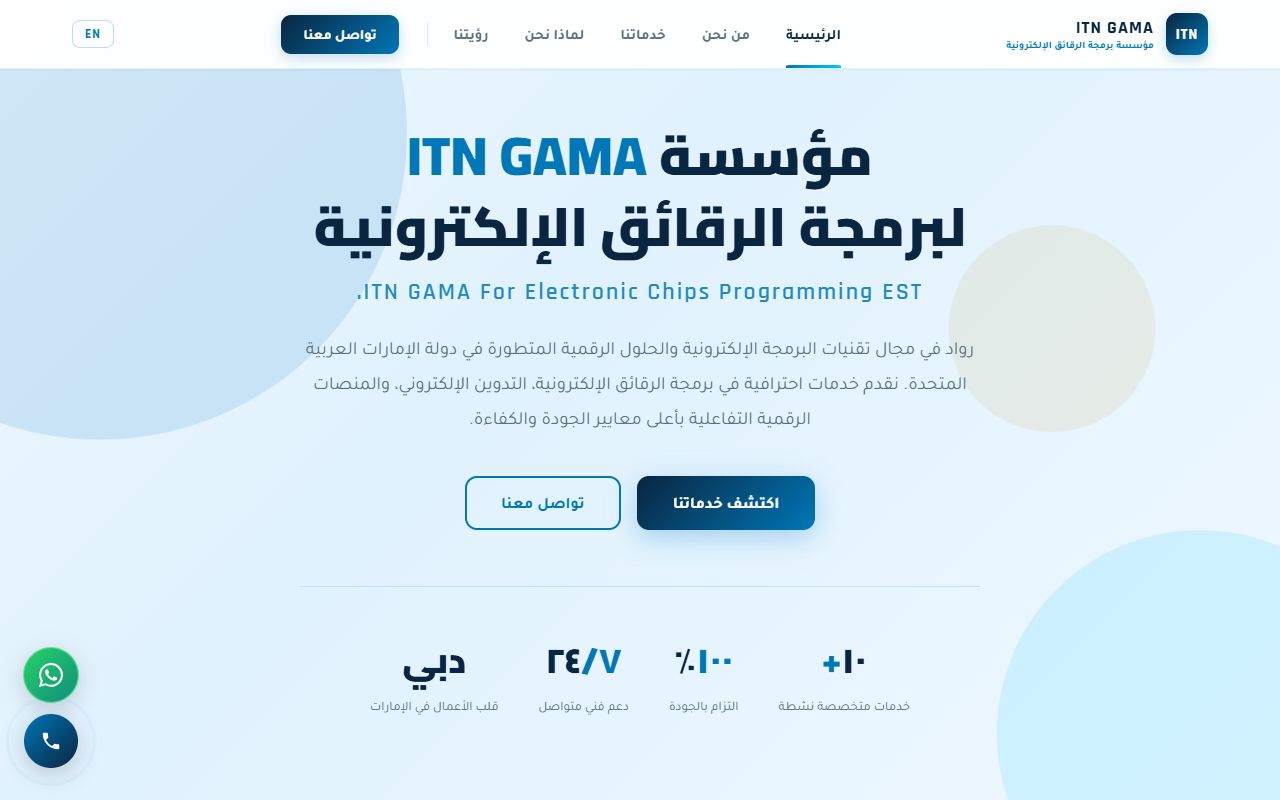 ITN
ITN GAMA
مؤسسة برمجة الرقائق الإلكترونية
الرئيسية
من نحن
خدماتنا
لماذا نحن
رؤيتنا
تواصل معنا
EN
مؤسسة ITN GAMA
لبرمجة الرقائق الإلكترونية
ITN GAMA For Electronic Chips Programming EST.
رواد في مجال تقنيات البرمجة الإلكترونية والحلول الرقمية المتطورة في دولة الإمارات العربية
المتحدة. نقدم خدمات احترافية في برمجة الرقائق الإلكترونية، التدوين الإلكتروني، والمنصات
الرقمية التفاعلية بأعلى معايير الجودة والكفاءة.
اكتشف خدماتنا
تواصل معنا
١٠+
خدمات متخصصة نشطة
١٠٠٪
التزام بالجودة
٢٤/٧
دعم فني متواصل
دبي
قلب الأعمال في الإمارات